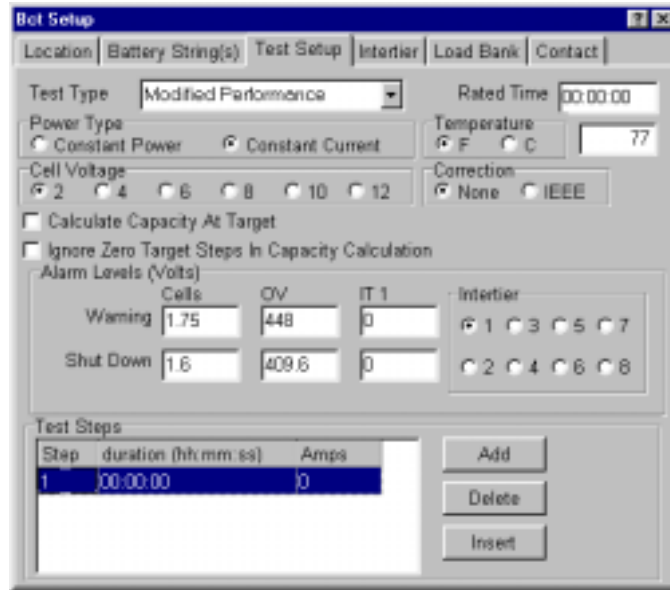 Bct Setup
Location Battery String(s) Test Setup Intertier Load Bank Contact
Test Type Modified Performance Rated Time 00:00:00
Power Type Temperature
Constant Power Constant Current F C 77
Cell Voltage Correction
2 4 6 8 10 12 None IEEE
Calculate Capacity At Target
Ignore Zero Target Steps In Capacity Calculation
Alarm Levels (Volts)
Cells OV IT 1 Intertier
Warning 1.75 448 0 1 3 5 7
Shut Down 1.6 409.6 0 2 4 6 8
Test Steps
Step duration (hh:mm:ss) Amps Add
1 00:00:00 0
Delete
Insert